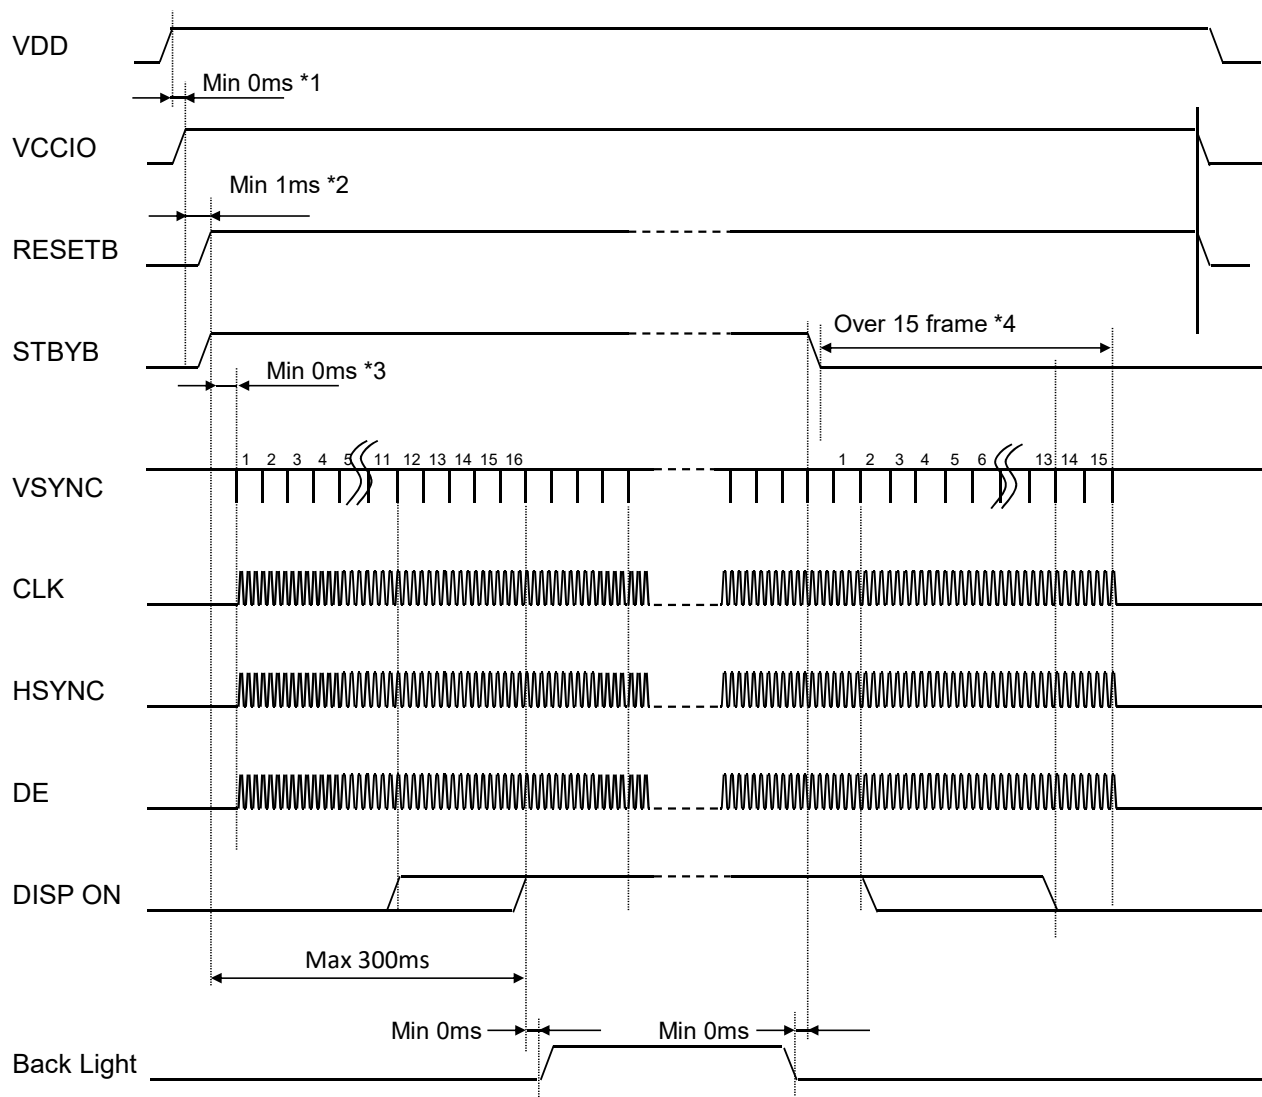 VDD
Min 0ms *1
VCCIO
Min 1ms *2
RESETB
Over 15 frame *4
STBYB
Min 0ms *3
1 2 3 4 5 11 12 13 14 15 16 1 2 3 4 5 6 13 14 15
VSYNC
CLK
HSYNC
DE
DISP ON
Max 300ms
Min 0ms Min 0ms
Back Light